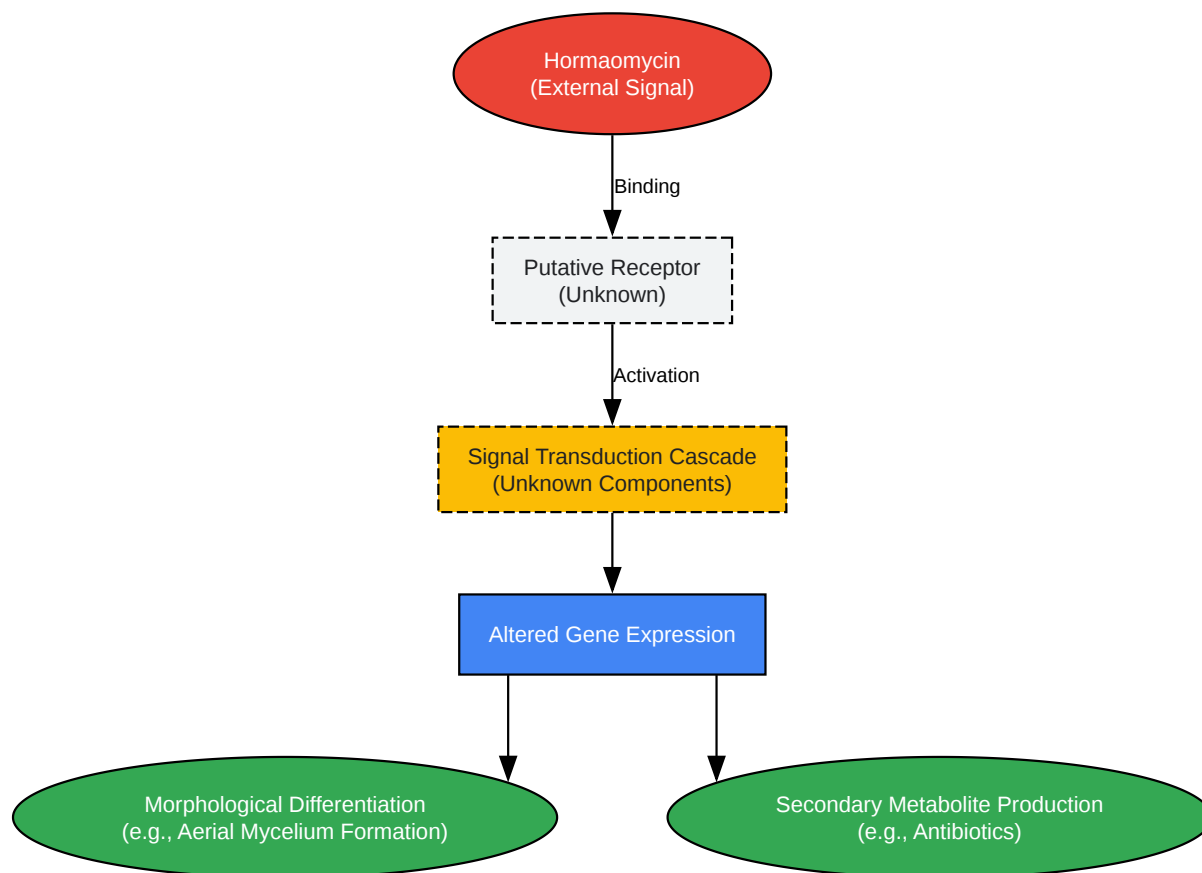 Hormaomycin
(External Signal)
Binding
Putative Receptor
(Unknown)
Activation
Signal Transduction Cascade
(Unknown Components)
Altered Gene Expression
Morphological Differentiation
(e.g., Aerial Mycelium Formation)
Secondary Metabolite Production
(e.g., Antibiotics)